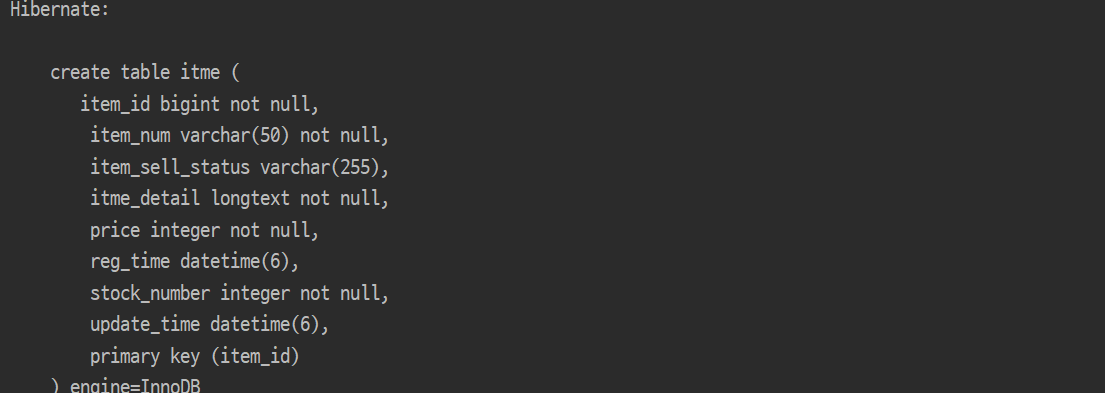 Hibernate:
create table itme (
item_id bigint not null,
item_num varchar(50) not null,
item_sell_status varchar(255),
itme_detail longtext not null,
price integer not null,
reg_time datetime(6),
stock_number integer not null,
update_time datetime(6),
primary key (item_id)
) engine=InnoDB